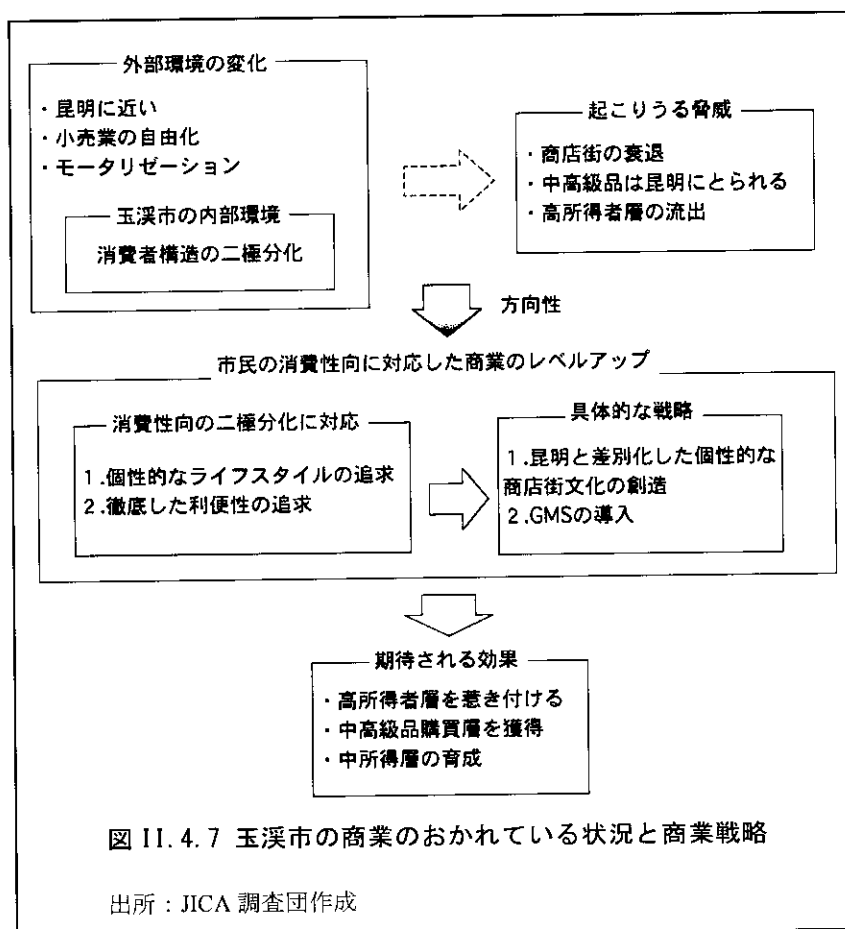 外部環境の変化
・昆明に近い
・小売業の自由化
・モータリゼーション
玉溪市の内部環境
消費者構造の二極分化
起こりうる脅威
・商店街の衰退
・中高級品は昆明にとられる
・高所得者層の流出
方向性
市民の消費性向に対応した商業のレベルアップ
消費性向の二極分化に対応
1.個性的なライフスタイルの追求
2.徹底した利便性の追求
具体的な戦略
1.昆明と差別化した個性的な
商店街文化の創造
2.GMSの導入
期待される効果
・高所得者層を惹き付ける
・中高級品購買層を獲得
・中所得層の育成
図 II.4.7 玉溪市の商業のおかれている状況と商業戦略
出所：JICA 調査団作成